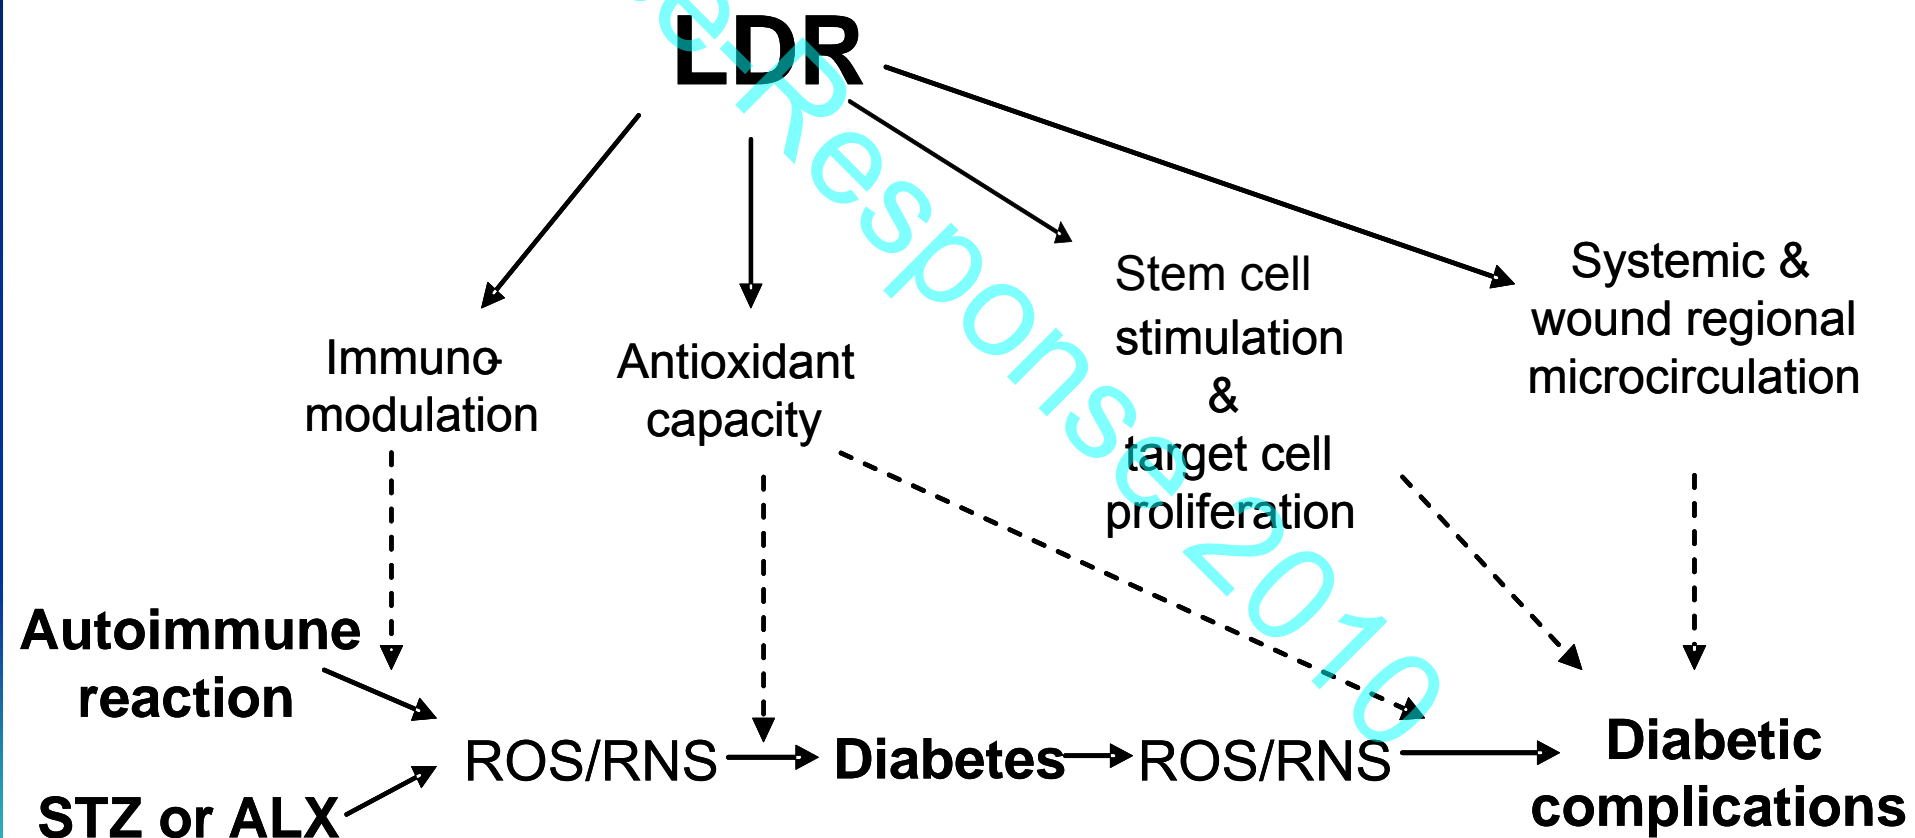 LDR
Immuno-
modulation
Antioxidant
capacity
Stem cell
stimulation
&
target cell
proliferation
Systemic &
wound regional
microcirculation
Autoimmune
reaction
STZ or ALX
ROS/RNS
Diabetes
ROS/RNS
Diabetic
complications
e-Response 2010